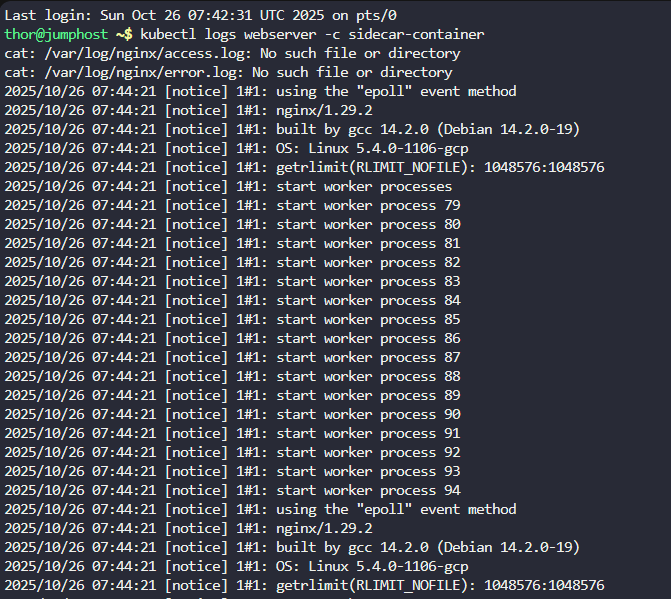 Last login: Sun Oct 26 07:42:31 UTC 2025 on pts/0
thor@jumphost ~$ kubectl logs webserver -c sidecar-container
cat: /var/log/nginx/access.log: No such file or directory
cat: /var/log/nginx/error.log: No such file or directory
2025/10/26 07:44:21 [notice] 1#1: using the "epoll" event method
2025/10/26 07:44:21 [notice] 1#1: nginx/1.29.2
2025/10/26 07:44:21 [notice] 1#1: built by gcc 14.2.0 (Debian 14.2.0-19)
2025/10/26 07:44:21 [notice] 1#1: OS: Linux 5.4.0-1106-gcp
2025/10/26 07:44:21 [notice] 1#1: getrlimit(RLIMIT_NOFILE): 1048576:1048576
2025/10/26 07:44:21 [notice] 1#1: start worker processes
2025/10/26 07:44:21 [notice] 1#1: start worker process 79
2025/10/26 07:44:21 [notice] 1#1: start worker process 80
2025/10/26 07:44:21 [notice] 1#1: start worker process 81
2025/10/26 07:44:21 [notice] 1#1: start worker process 82
2025/10/26 07:44:21 [notice] 1#1: start worker process 83
2025/10/26 07:44:21 [notice] 1#1: start worker process 84
2025/10/26 07:44:21 [notice] 1#1: start worker process 85
2025/10/26 07:44:21 [notice] 1#1: start worker process 86
2025/10/26 07:44:21 [notice] 1#1: start worker process 87
2025/10/26 07:44:21 [notice] 1#1: start worker process 88
2025/10/26 07:44:21 [notice] 1#1: start worker process 89
2025/10/26 07:44:21 [notice] 1#1: start worker process 90
2025/10/26 07:44:21 [notice] 1#1: start worker process 91
2025/10/26 07:44:21 [notice] 1#1: start worker process 92
2025/10/26 07:44:21 [notice] 1#1: start worker process 93
2025/10/26 07:44:21 [notice] 1#1: start worker process 94
2025/10/26 07:44:21 [notice] 1#1: using the "epoll" event method
2025/10/26 07:44:21 [notice] 1#1: nginx/1.29.2
2025/10/26 07:44:21 [notice] 1#1: built by gcc 14.2.0 (Debian 14.2.0-19)
2025/10/26 07:44:21 [notice] 1#1: OS: Linux 5.4.0-1106-gcp
2025/10/26 07:44:21 [notice] 1#1: getrlimit(RLIMIT_NOFILE): 1048576:1048576